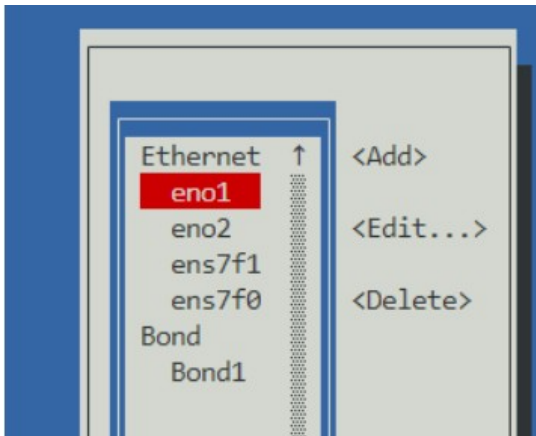 Ethernet ↑ <Add>
eno1
eno2 <Edit...>
ens7f1
ens7f0 <Delete>
Bond
Bond1